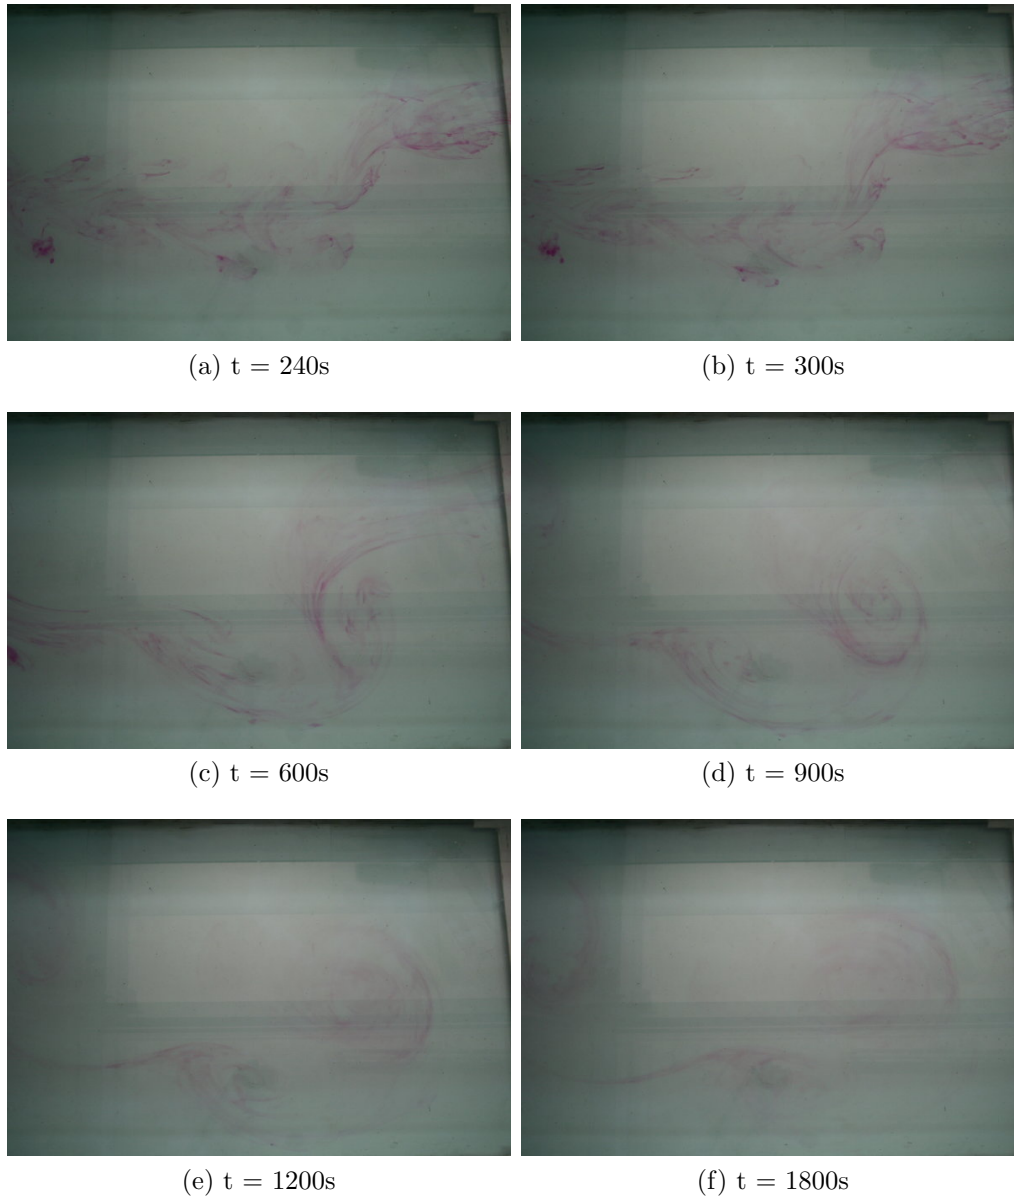 (a) t = 240s
(b) t = 300s
(c) t = 600s
(d) t = 900s
(e) t = 1200s
(f) t = 1800s